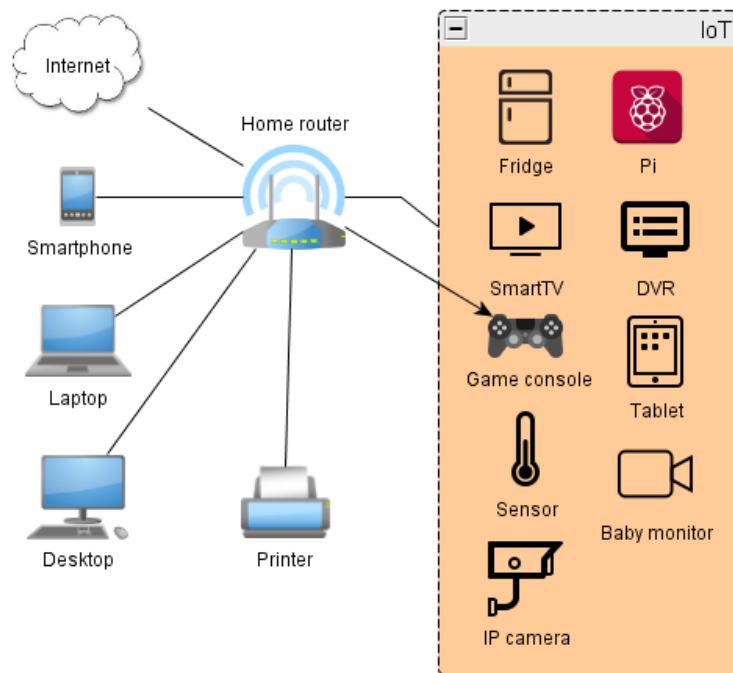 IoT
Internet
Home router
Fridge
Pi
Smartphone
SmartTV
DVR
Game console
Laptop
Tablet
Sensor
Baby monitor
Desktop
Printer
IP camera